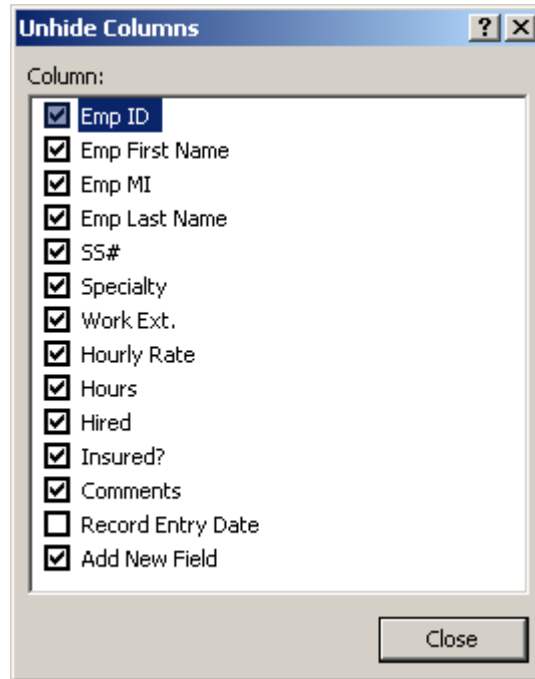 Unhide Columns
Column:
Emp ID
Emp First Name
Emp MI
Emp Last Name
SS#
Specialty
Work Ext.
Hourly Rate
Hours
Hired
Insured?
Comments
Record Entry Date
Add New Field
Close